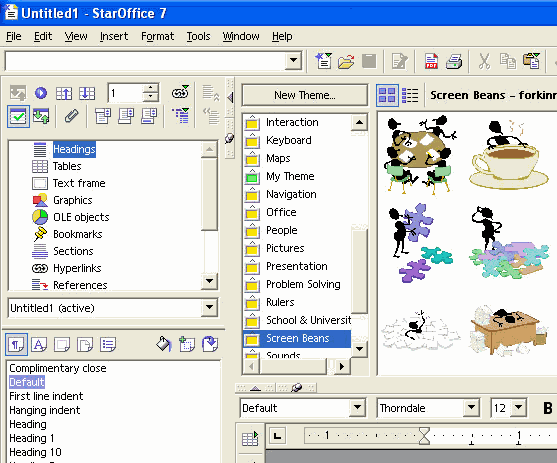 Untitled1 - StarOffice 7
File Edit View Insert Format Tools Window Help
1
New Theme...
Screen Beans - forkinr
Headings
Tables
Text frame
Graphics
OLE objects
Bookmarks
Sections
Hyperlinks
References
Untitled1 (active)
Interaction
Keyboard
Maps
My Theme
Navigation
Office
People
Pictures
Presentation
Problem Solving
Rulers
School & Universit
Screen Beans
Sounds
Complimentary close
Default
First line indent
Hanging indent
Heading
Heading 1
Heading 10
Default Thorndale 12 B
1 1